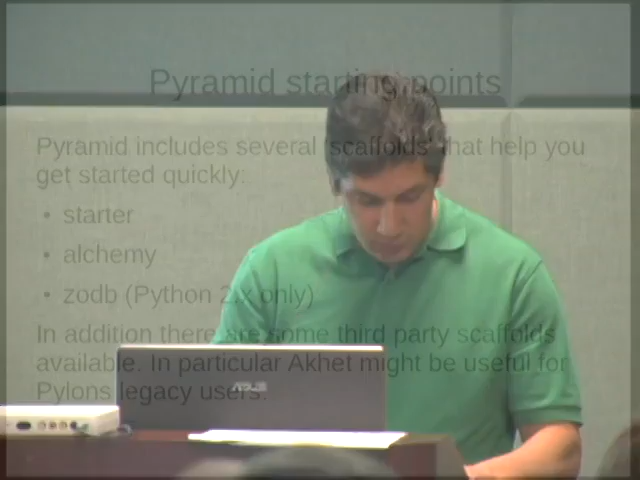 Pyramid starting points
Pyramid includes several scaffolds that help you
get started quickly:
• starter
• alchemy
• zodb (Python 2.x only)
In addition there are some third party scaffolds
available. In particular Akhet might be useful for
Pylons legacy users.
ASUS